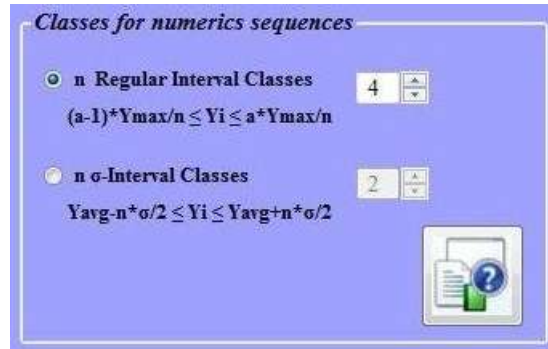 Classes for numerics sequences
n Regular Interval Classes 4
(a-1)*Ymax/n ≤ Yi ≤ a*Ymax/n
n σ-Interval Classes 2
Yavg-n*σ/2 ≤ Yi ≤ Yavg+n*σ/2
?